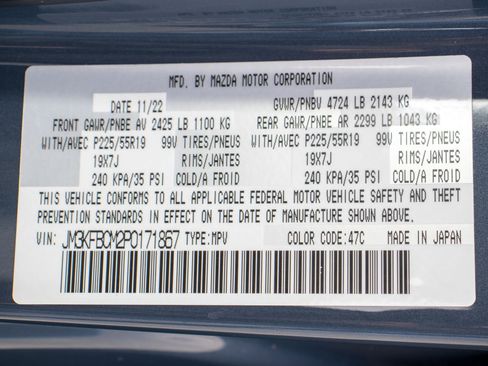 MFD. BY MAZDA MOTOR CORPORATION
DATE 11/22 GVWR/PNBV 4724 LB 2143 KG
FRONT GAWR/PNBE AV 2425 LB 1100 KG REAR GAWR/PNBE AR 2299 LB 1043 KG
WITH/AVEC P225/55R19 99V TIRES/PNEUS WITH/AVEC P225/55R19 99V TIRES/PNEUS
19X7J RIMS/JANTES 19X7J RIMS/JANTES
240 KPA/35 PSI COLD/A FROID 240 KPA/35 PSI COLD/A FROID
THIS VEHICLE CONFORMS TO ALL APPLICABLE FEDERAL MOTOR VEHICLE SAFETY AND THEFT
PREVENTION STANDARDS IN EFFECT ON THE DATE OF MANUFACTURE SHOWN ABOVE.
VIN: JM3KFBCM2P0171867 TYPE:MPV COLOR CODE:47C MADE IN JAPAN